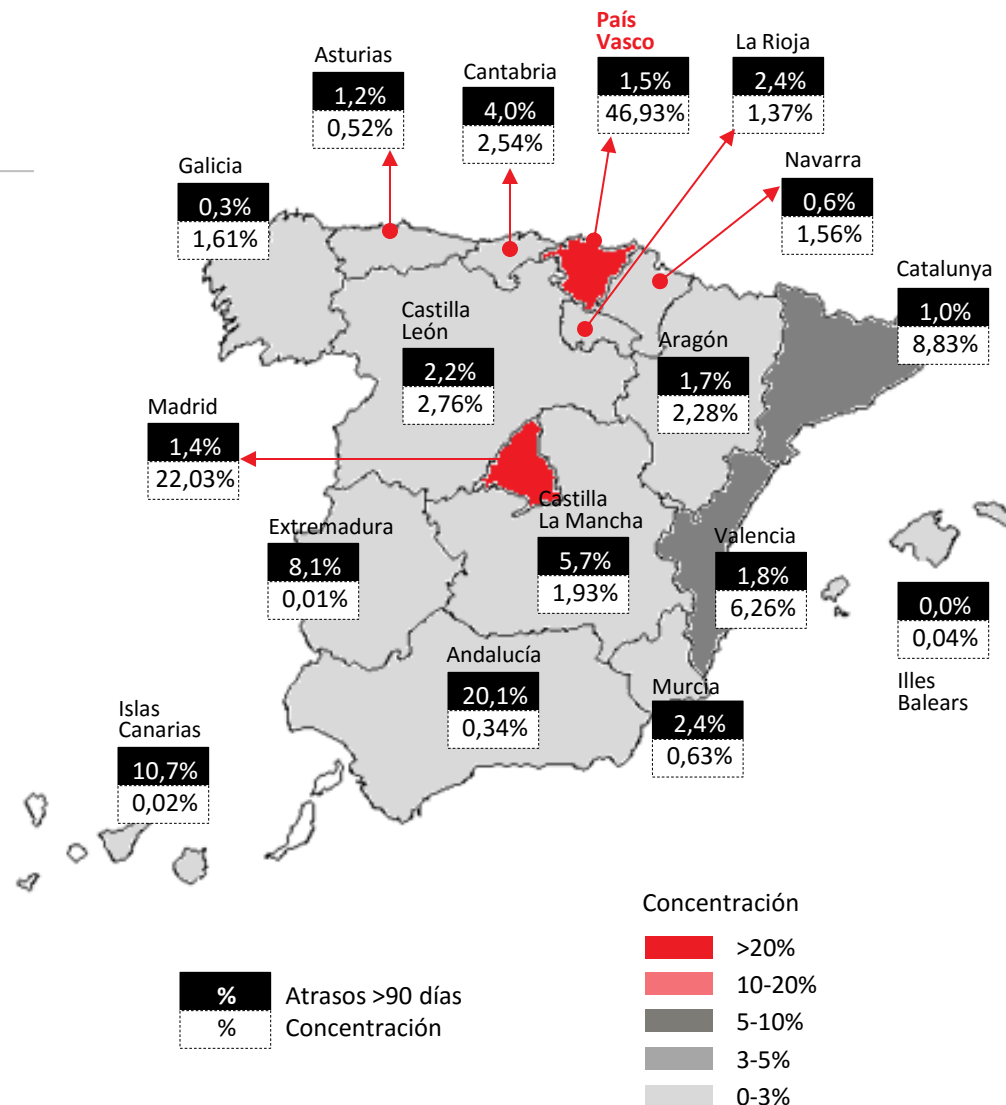 País
Vasco
1,5%
46,93%
La Rioja
2,4%
1,37%
Asturias
1,2%
0,52%
Cantabria
4,0%
2,54%
Galicia
0,3%
1,61%
Navarra
0,6%
1,56%
Catalunya
1,0%
8,83%
Castilla
León
2,2%
2,76%
Aragón
1,7%
2,28%
Madrid
1,4%
22,03%
Extremadura
8,1%
0,01%
Castilla
La Mancha
5,7%
1,93%
Valencia
1,8%
6,26%
0,0%
0,04%
Illes
Balears
Andalucía
20,1%
0,34%
Murcia
2,4%
0,63%
Islas
Canarias
10,7%
0,02%
Concentración
>20%
10-20%
5-10%
3-5%
0-3%
% Atrasos >90 días
% Concentración